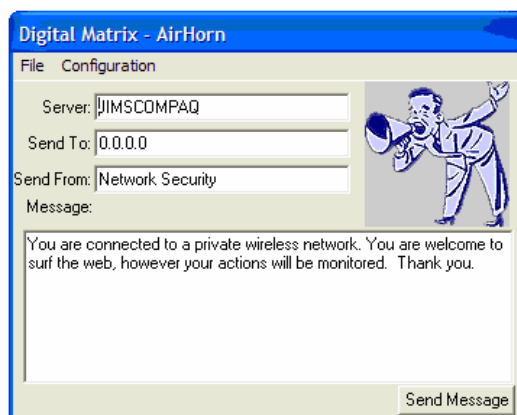 Digital Matrix - AirHorn
File Configuration
Server: JIMSCOMPAQ
Send To: 0.0.0.0
Send From: Network Security
Message:
You are connected to a private wireless network. You are welcome to
surf the web, however your actions will be monitored.  Thank you.
Send Message